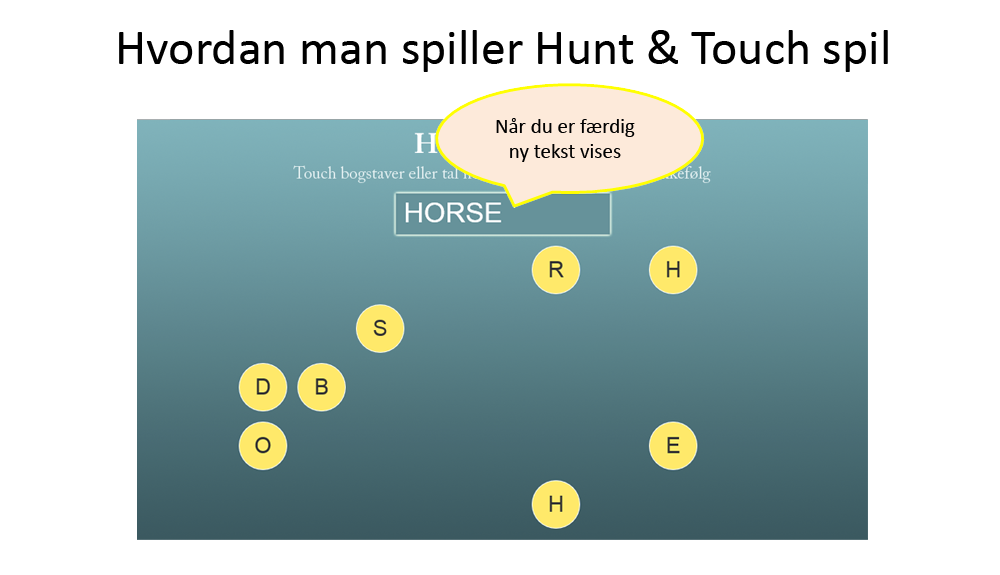 Hvordan man spiller Hunt & Touch spil
Når du er færdig
ny tekst vises
H
Touch bogstaver eller tal
HORSE
R H
S
D B
O E
H